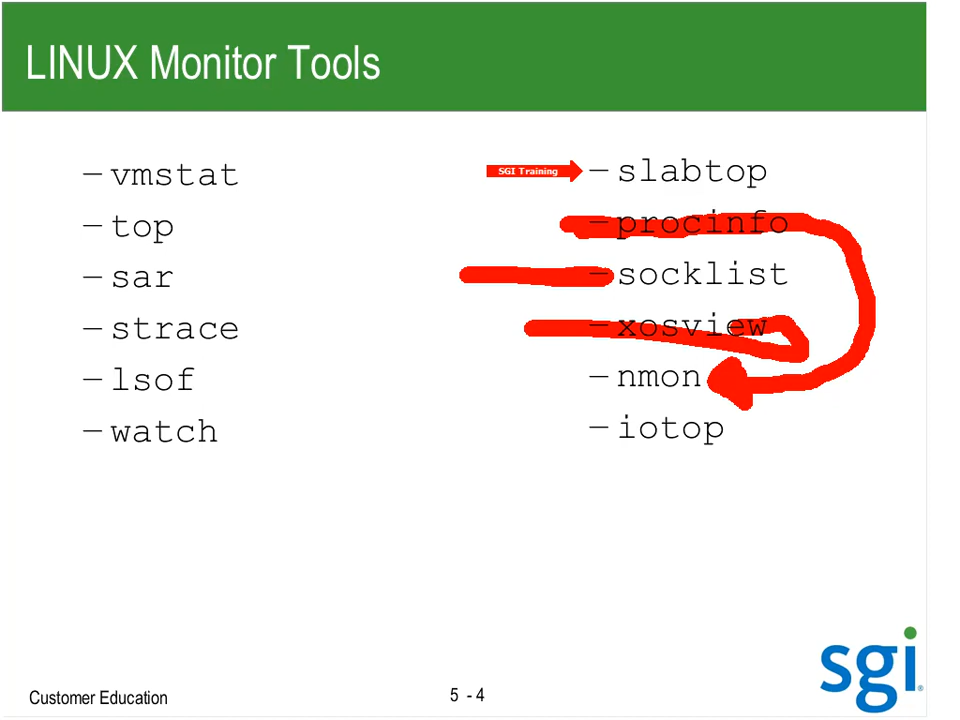 LINUX Monitor Tools
– vmstat
– top
– sar
– strace
– lsof
– watch
SGI Training
– slabtop
– procinfo
– socklist
– xosview
– nmon
– iotop
Customer Education
5 - 4
sgi®